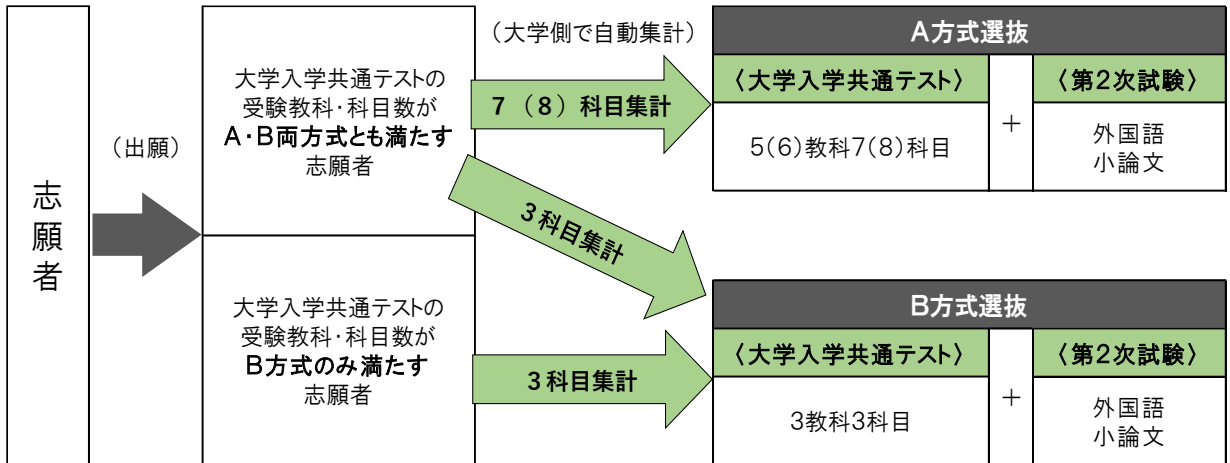 志願者
（出願）
大学入学共通テストの
受験教科・科目数が
A・B両方式とも満たす
志願者
大学入学共通テストの
受験教科・科目数が
B方式のみ満たす
志願者
（大学側で自動集計）
7（8）科目集計
3科目集計
3科目集計
A方式選抜
〈大学入学共通テスト〉
5(6)教科7(8)科目
＋
〈第2次試験〉
外国語
小論文
B方式選抜
〈大学入学共通テスト〉
3教科3科目
＋
〈第2次試験〉
外国語
小論文